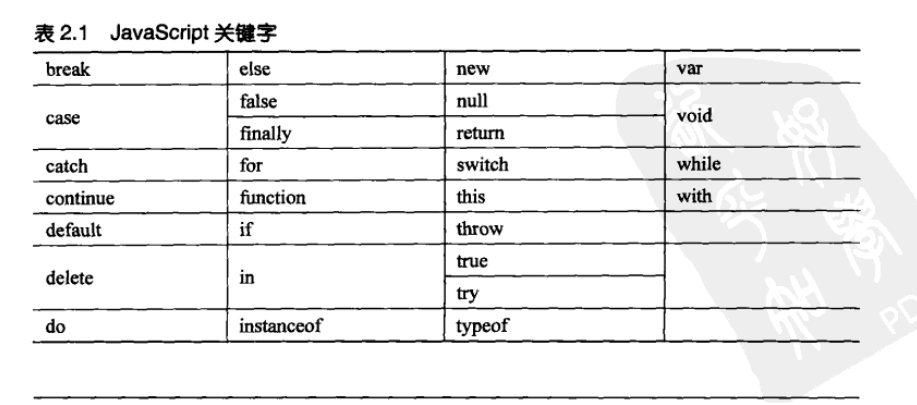 表 2.1 JavaScript 关键字
break else new var
case false null void
finally return
catch for switch while
continue function this with
default if throw
delete in true
try
do instanceof typeof
PD